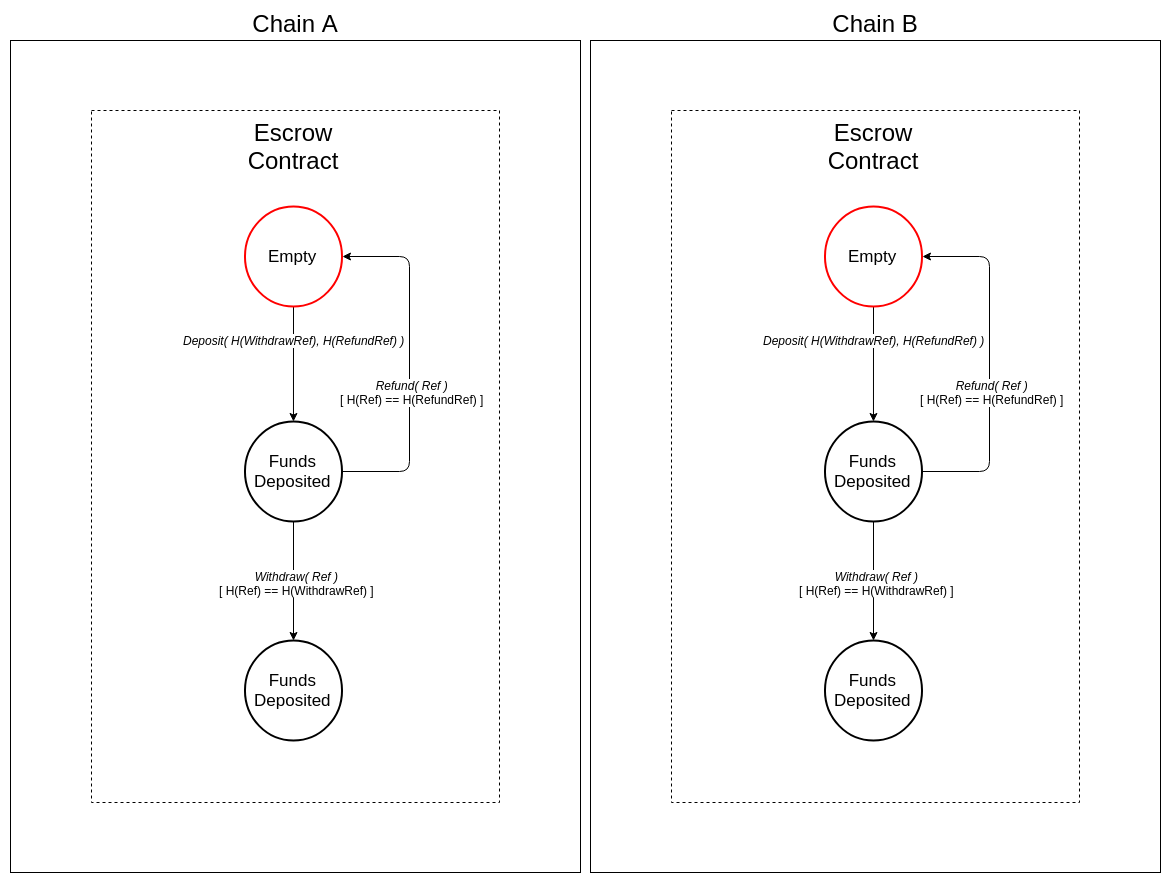 Chain A
Escrow
Contract
Empty
Deposit( H(WithdrawRef), H(RefundRef) )
Refund( Ref )
[ H(Ref) == H(RefundRef) ]
Funds
Deposited
Withdraw( Ref )
[ H(Ref) == H(WithdrawRef) ]
Funds
Deposited
Chain B
Escrow
Contract
Empty
Deposit( H(WithdrawRef), H(RefundRef) )
Refund( Ref )
[ H(Ref) == H(RefundRef) ]
Funds
Deposited
Withdraw( Ref )
[ H(Ref) == H(WithdrawRef) ]
Funds
Deposited